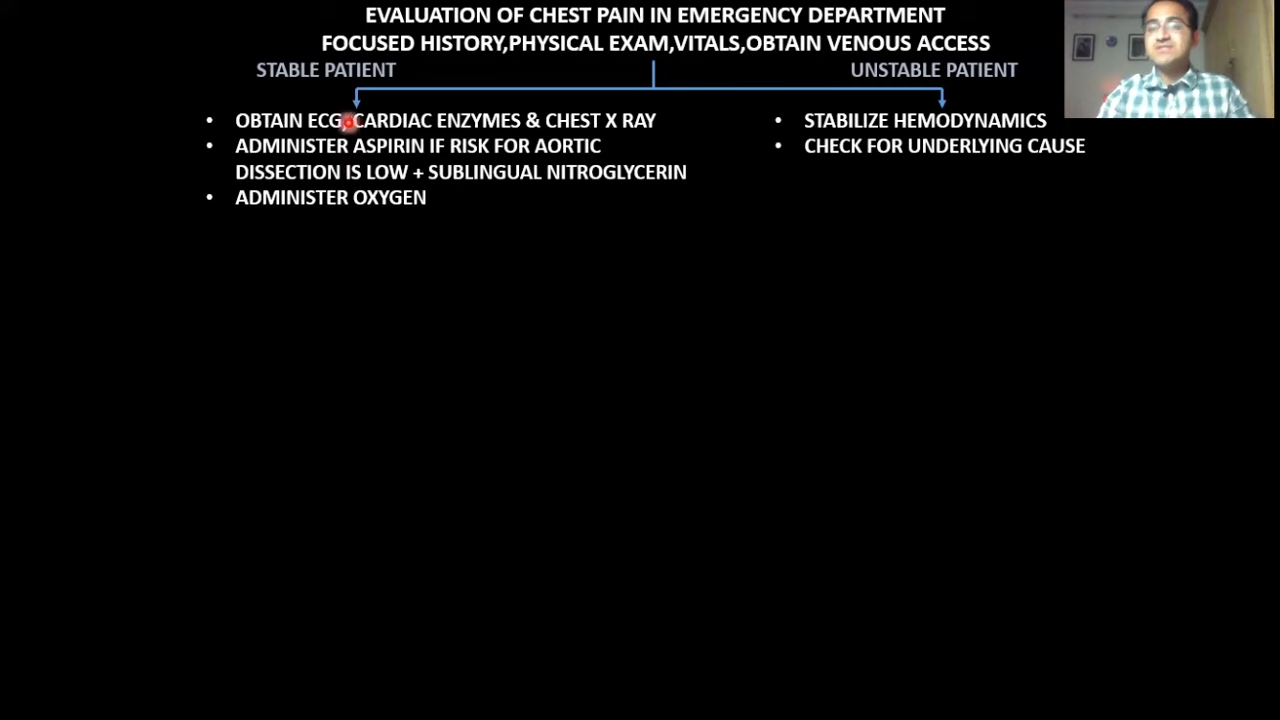 EVALUATION OF CHEST PAIN IN EMERGENCY DEPARTMENT
FOCUSED HISTORY,PHYSICAL EXAM,VITALS,OBTAIN VENOUS ACCESS
STABLE PATIENT
• OBTAIN ECG, CARDIAC ENZYMES & CHEST X RAY
• ADMINISTER ASPIRIN IF RISK FOR AORTIC
DISSECTION IS LOW + SUBLINGUAL NITROGLYCERIN
• ADMINISTER OXYGEN
UNSTABLE PATIENT
• STABILIZE HEMODYNAMICS
• CHECK FOR UNDERLYING CAUSE